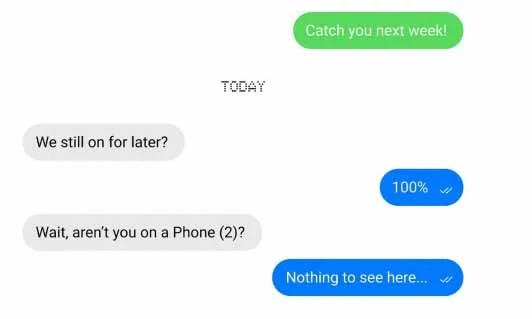 Catch you next week!
TODAY
We still on for later?
100%
Wait, aren't you on a Phone (2)?
Nothing to see here...